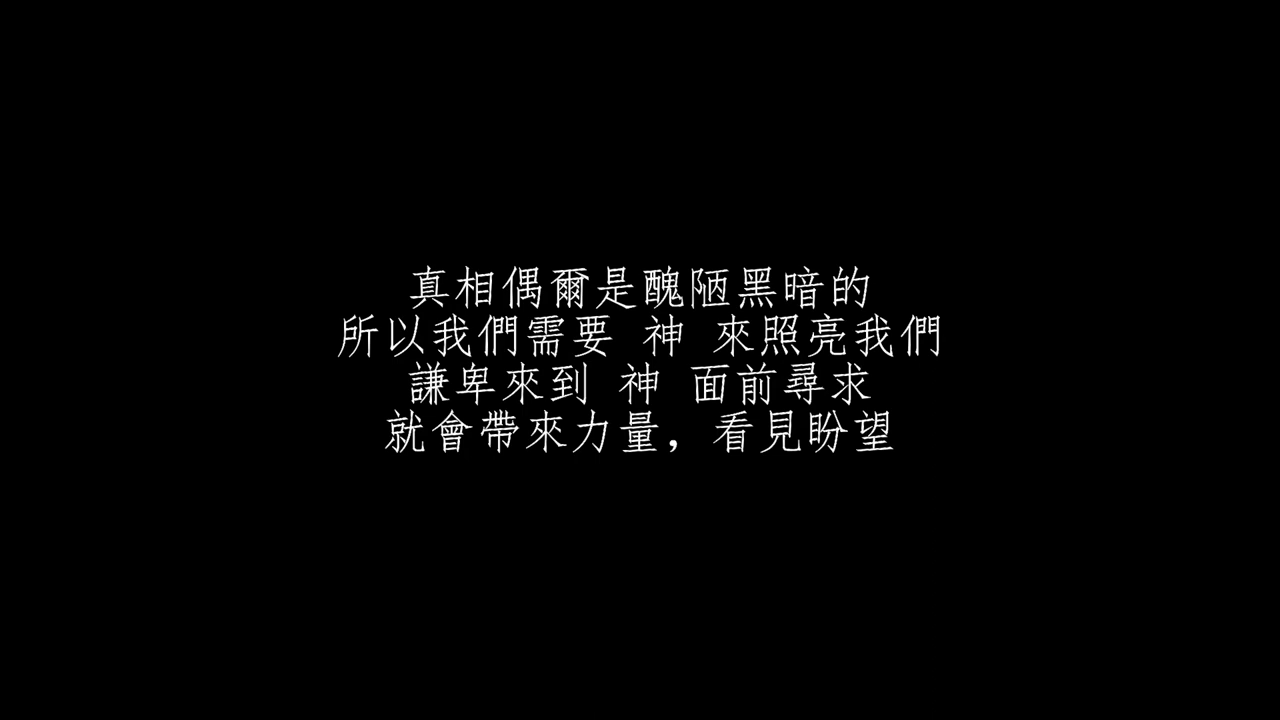 真相偶爾是醜陋黑暗的
所以我們需要 神 來照亮我們
謙卑來到 神 面前尋求
就會帶來力量，看見盼望